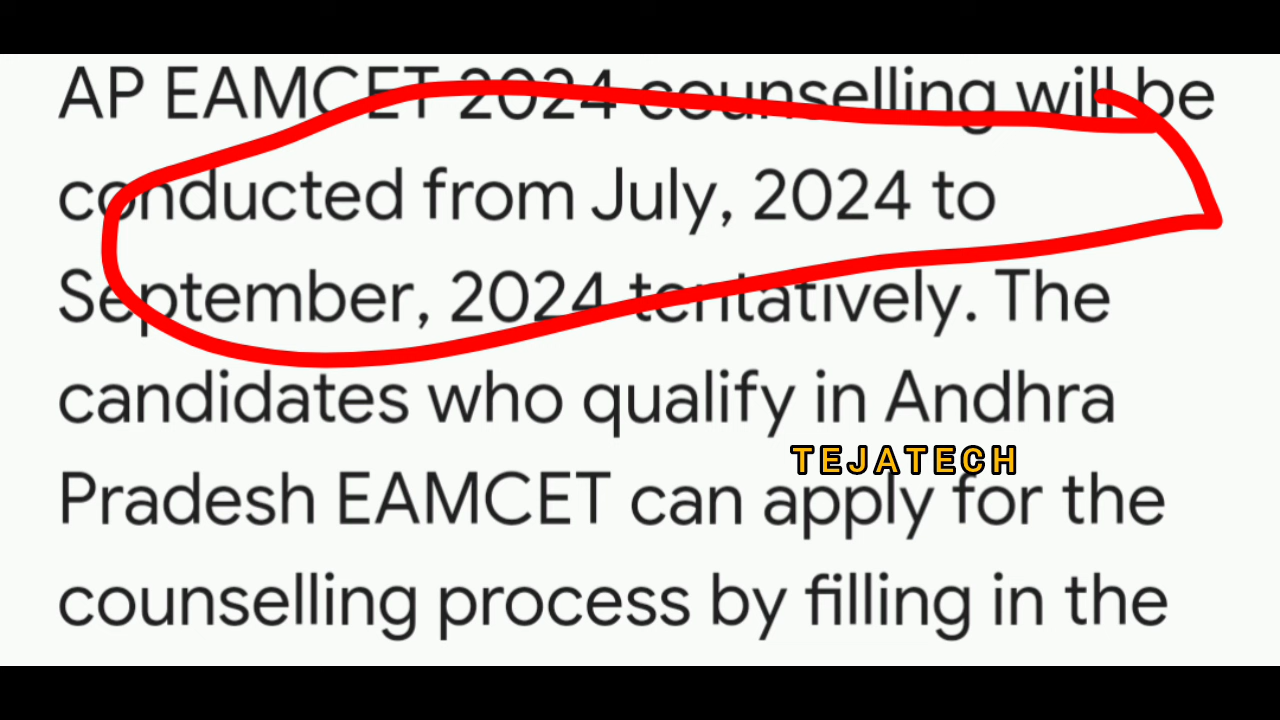 AP EAMCET 2024 counselling will be
conducted from July, 2024 to
September, 2024 tentatively. The
candidates who qualify in Andhra
TEJATECH
Pradesh EAMCET can apply for the
counselling process by filling in the